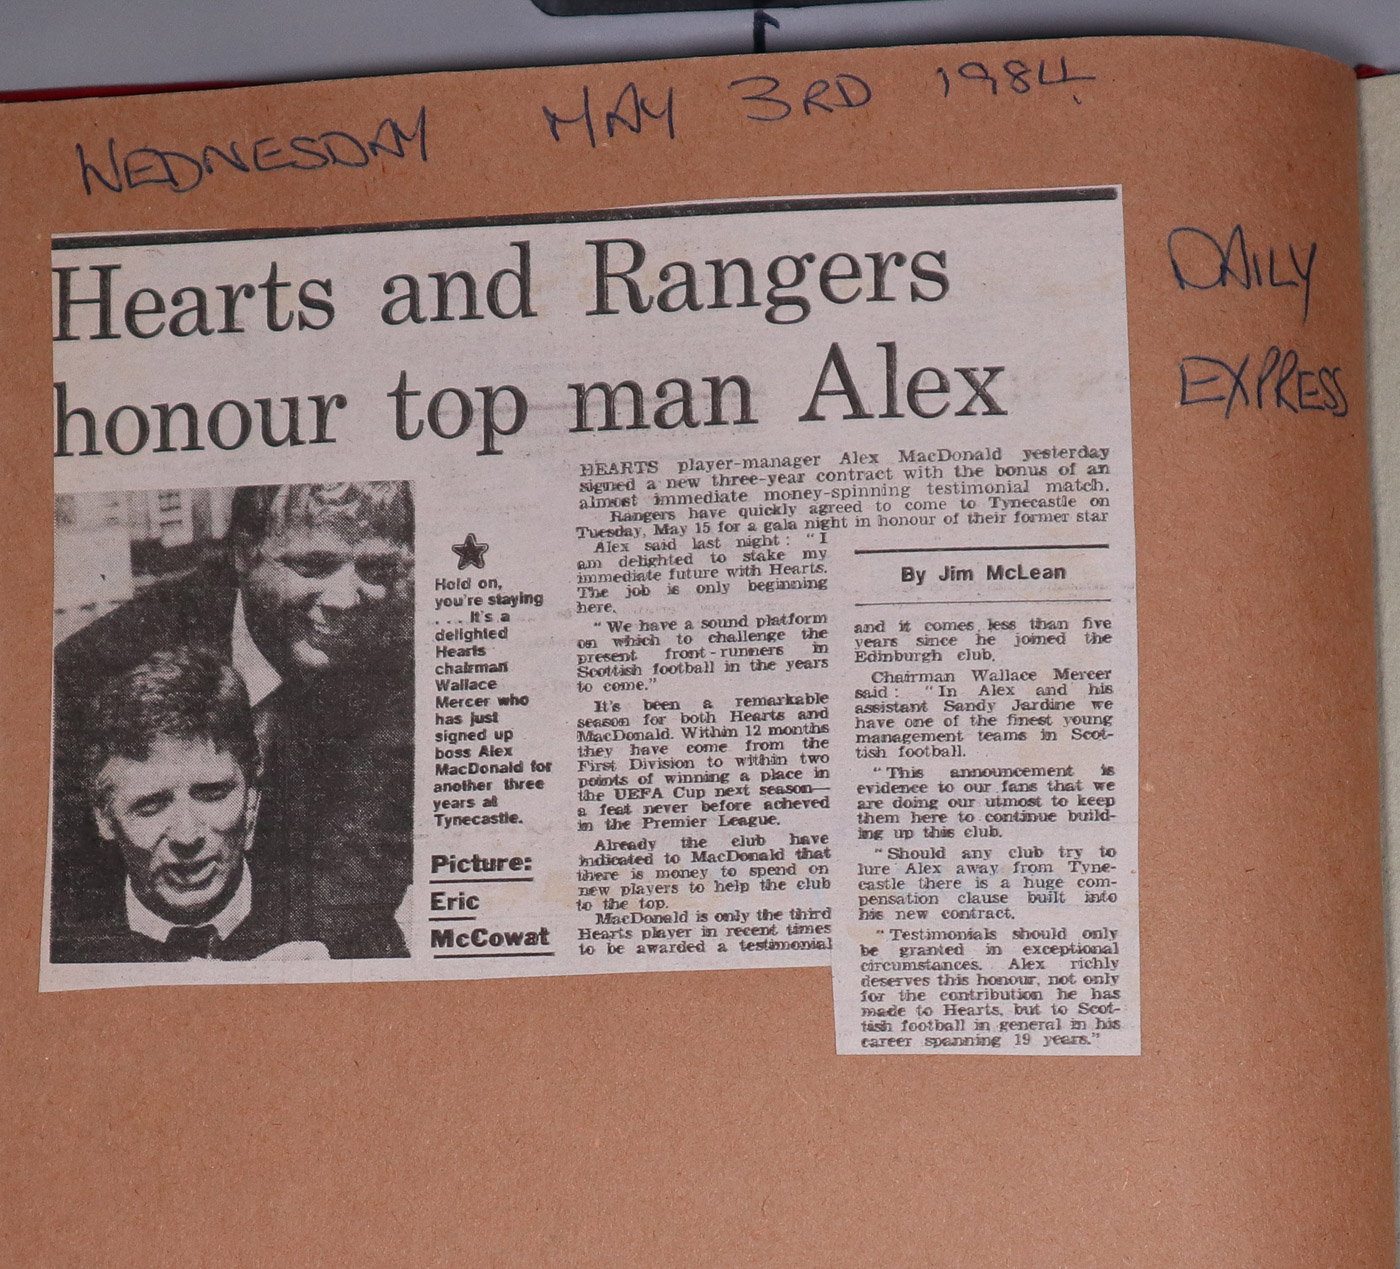 WEDNESDAY MAY 3RD 1984.
DAILY
EXPRESS
Hearts and Rangers
honour top man Alex
Hold on,
you're staying
. . . It's a
delighted
Hearts
chairman
Wallace
Mercer who
has just
signed up
boss Alex
MacDonald for
another three
years at
Tynecastle.
Picture:
Eric
McCowat
HEARTS player-manager Alex MacDonald yesterday
signed a new three-year contract with the bonus of an
almost immediate money-spinning testimonial match.
Rangers have quickly agreed to come to Tynecastle on
Tuesday, May 15 for a gala night in honour of their former star
Alex said last night: "I
am delighted to stake my
immediate future with Hearts.
The job is only beginning
here.
"We have a sound platform
on which to challenge the
present front-runners in
Scottish football in the years
to come."
It's been a remarkable
season for both Hearts and
MacDonald. Within 12 months
they have come from the
First Division to within two
points of winning a place in
the UEFA Cup next season—
a feat never before acheved
in the Premier League.
Already the club have
indicated to MacDonald that
there is money to spend on
new players to help the club
to the top.
MacDonald is only the third
Hearts player in recent times
to be awarded a testimonial
By Jim McLean
and it comes less than five
years since he joined the
Edinburgh club.
Chairman Wallace Mercer
said: "In Alex and his
assistant Sandy Jardine we
have one of the finest young
management teams in Scot-
tish football.
"This announcement is
evidence to our fans that we
are doing our utmost to keep
them here to continue build-
ing up this club.
"Should any club try to
lure Alex away from Tyne-
castle there is a huge com-
pensation clause built into
his new contract.
"Testimonials should only
be granted in exceptional
circumstances. Alex richly
deserves this honour, not only
for the contribution he has
made to Hearts, but to Scot-
tish football in general in his
career spanning 19 years."